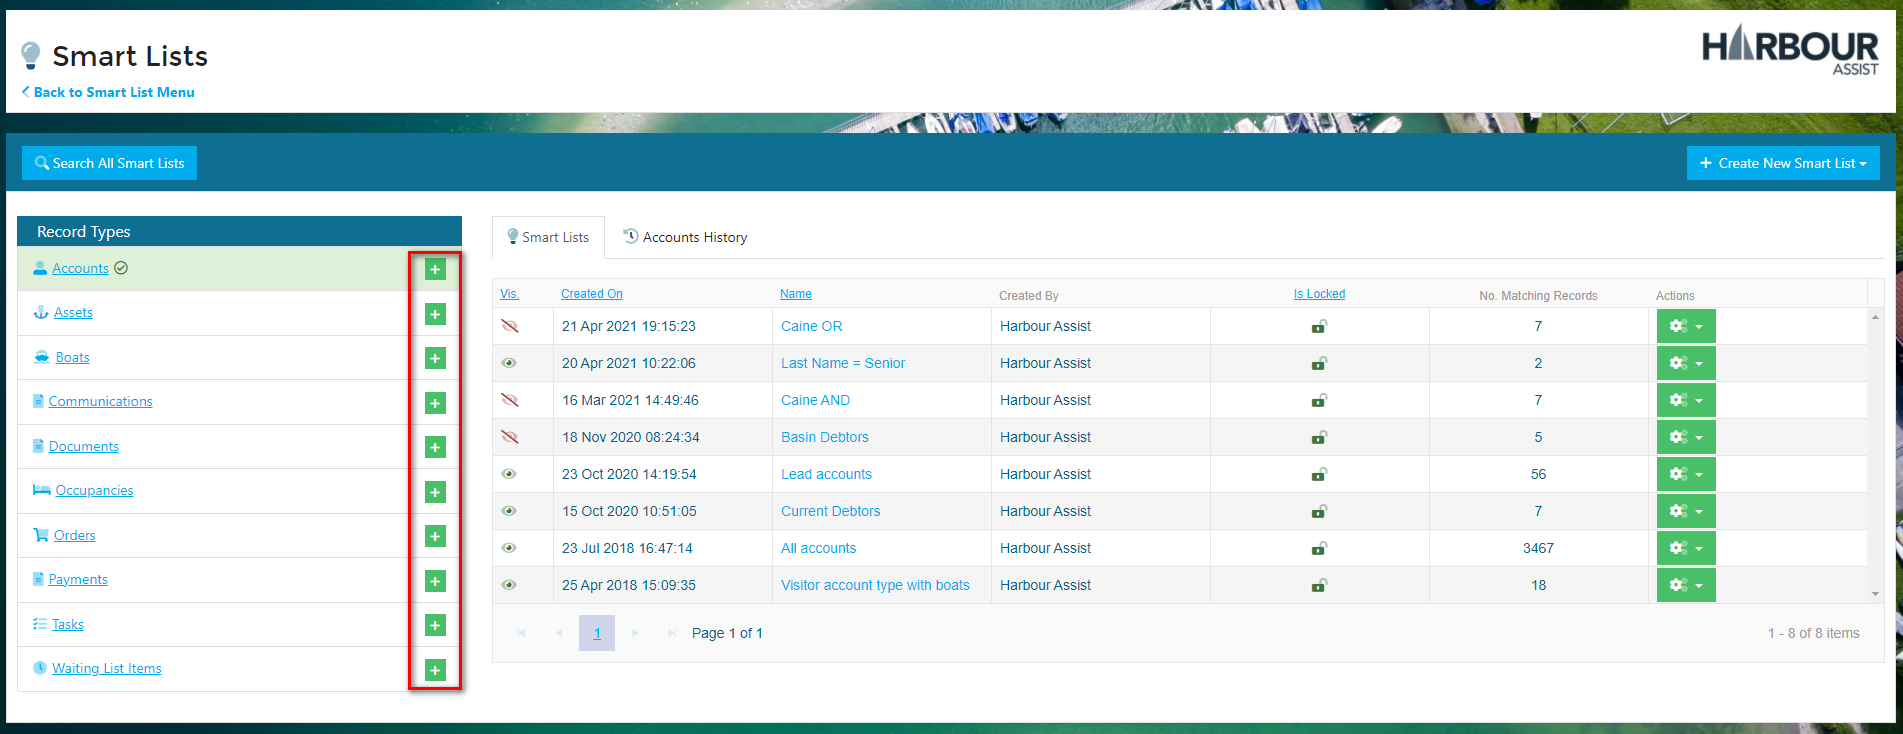 Smart Lists
HARBOUR
ASSIST
Back to Smart List Menu
Search All Smart Lists
Create New Smart List
Record Types
Accounts
Assets
Boats
Communications
Documents
Occupancies
Orders
Payments
Tasks
Waiting List Items
Smart Lists Accounts History
Vis. Created On Name Created By Is Locked No. Matching Records Actions
21 Apr 2021 19:15:23 Caine OR Harbour Assist 7
20 Apr 2021 10:22:06 Last Name = Senior Harbour Assist 2
16 Mar 2021 14:49:46 Caine AND Harbour Assist 7
18 Nov 2020 08:24:34 Basin Debtors Harbour Assist 5
23 Oct 2020 14:19:54 Lead accounts Harbour Assist 56
15 Oct 2020 10:51:05 Current Debtors Harbour Assist 7
23 Jul 2018 16:47:14 All accounts Harbour Assist 3467
25 Apr 2018 15:09:35 Visitor account type with boats Harbour Assist 18
1 Page 1 of 1 1 - 8 of 8 items